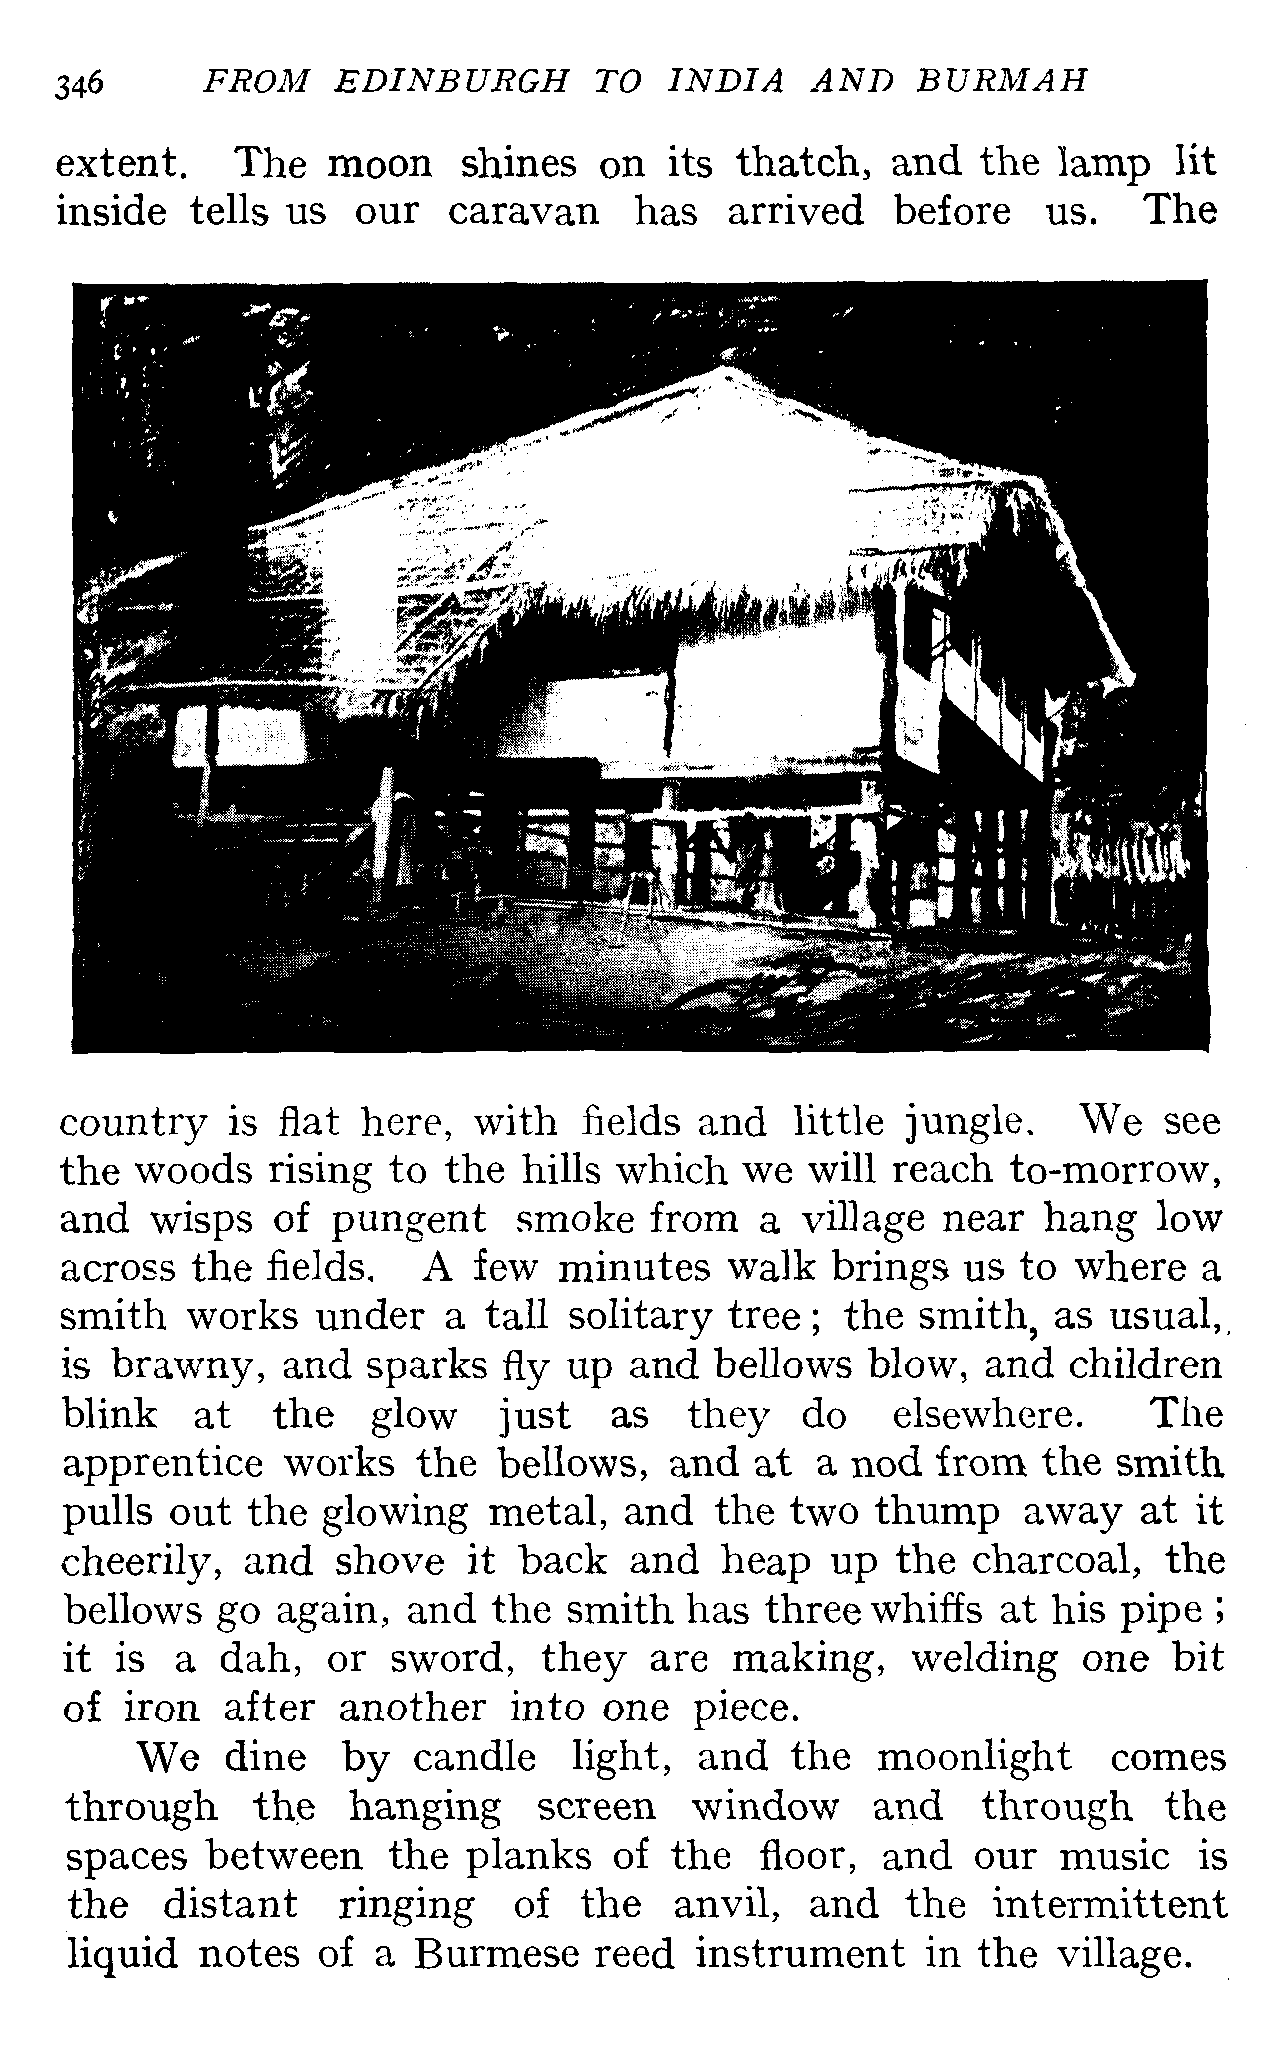 346 FROM EDINBURGH TO INDIA AND BURMAH
extent. The moon shines on its thatch, and the lamp lit
inside tells us our caravan has arrived before us. The
country is flat here, with fields and little jungle. We see
the woods rising to the hills which we will reach to-morrow,
and wisps of pungent smoke from a village near hang low
across the fields. A few minutes walk brings us to where a
smith works under a tall solitary tree; the smith, as usual,
is brawny, and sparks fly up and bellows blow, and children
blink at the glow just as they do elsewhere. The
apprentice works the bellows, and at a nod from the smith
pulls out the glowing metal, and the two thump away at it
cheerily, and shove it back and heap up the charcoal, the
bellows go again, and the smith has three whiffs at his pipe;
it is a dah, or sword, they are making, welding one bit
of iron after another into one piece.
We dine by candle light, and the moonlight comes
through the hanging screen window and through the
spaces between the planks of the floor, and our music is
the distant ringing of the anvil, and the intermittent
liquid notes of a Burmese reed instrument in the village.